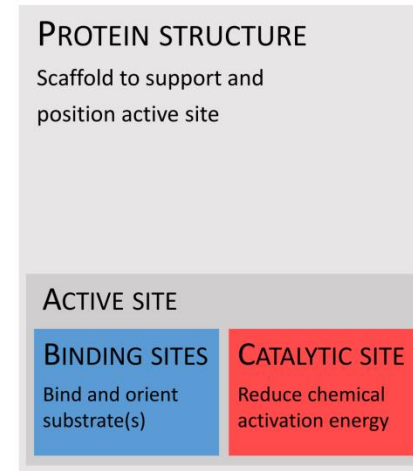 PROTEIN STRUCTURE
Scaffold to support and
position active site
ACTIVE SITE
BINDING SITES
Bind and orient
substrate(s)
CATALYTIC SITE
Reduce chemical
activation energy